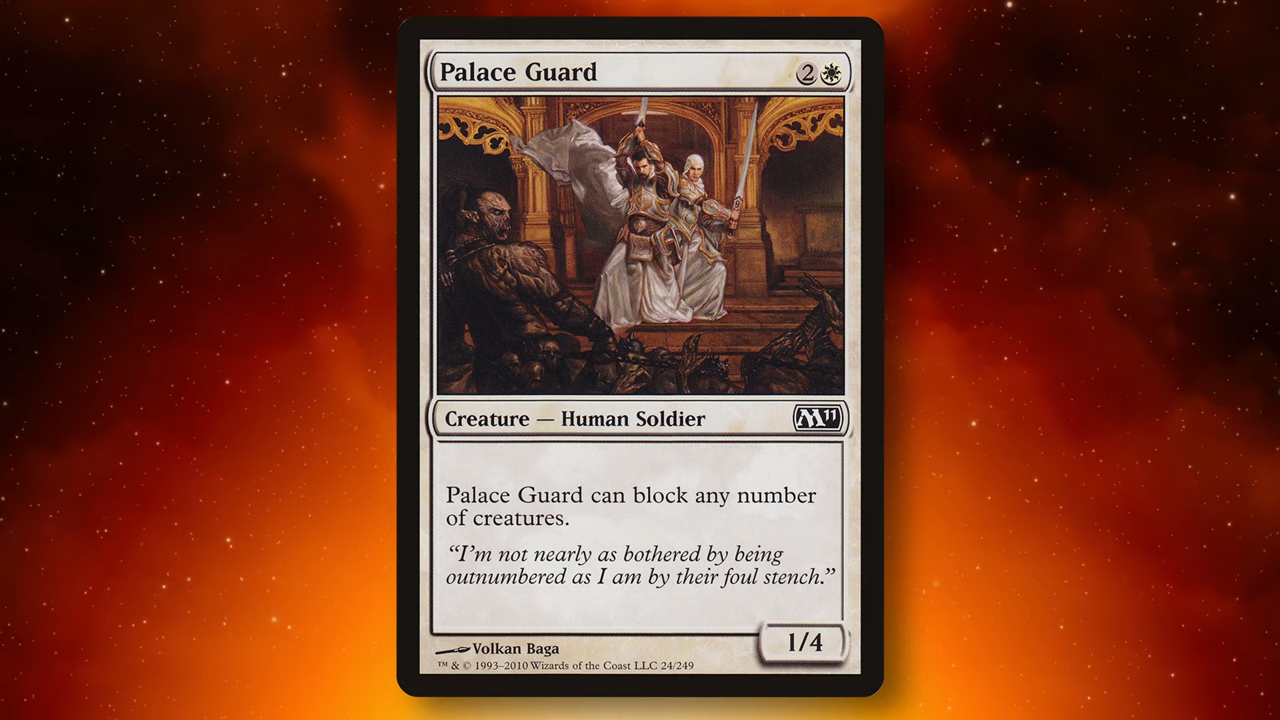 Palace Guard 2
Creature — Human Soldier M11
Palace Guard can block any number
of creatures.
“I’m not nearly as bothered by being
outnumbered as I am by their foul stench.”
1/4
Volkan Baga
™ & © 1993–2010 Wizards of the Coast LLC 24/249